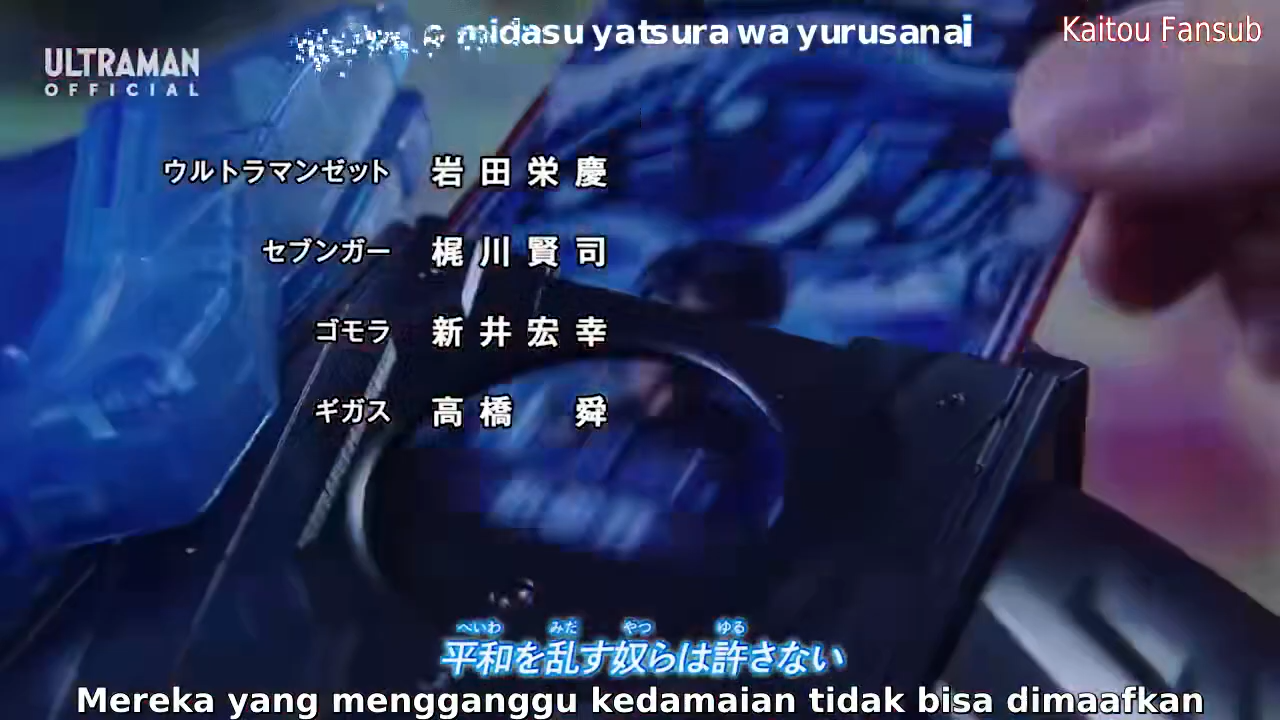 midasu yatsura wa yurusanai
Kaitou Fansub
ULTRAMAN
OFFICIAL
ウルトラマンゼット 岩田栄慶
セブンガー 梶川賢司
ゴモラ 新井宏幸
ギガス 高橋 舜
へいわ みだ やつ ゆる
平和を乱す奴らは許さない
Mereka yang mengganggu kedamaian tidak bisa dimaafkan